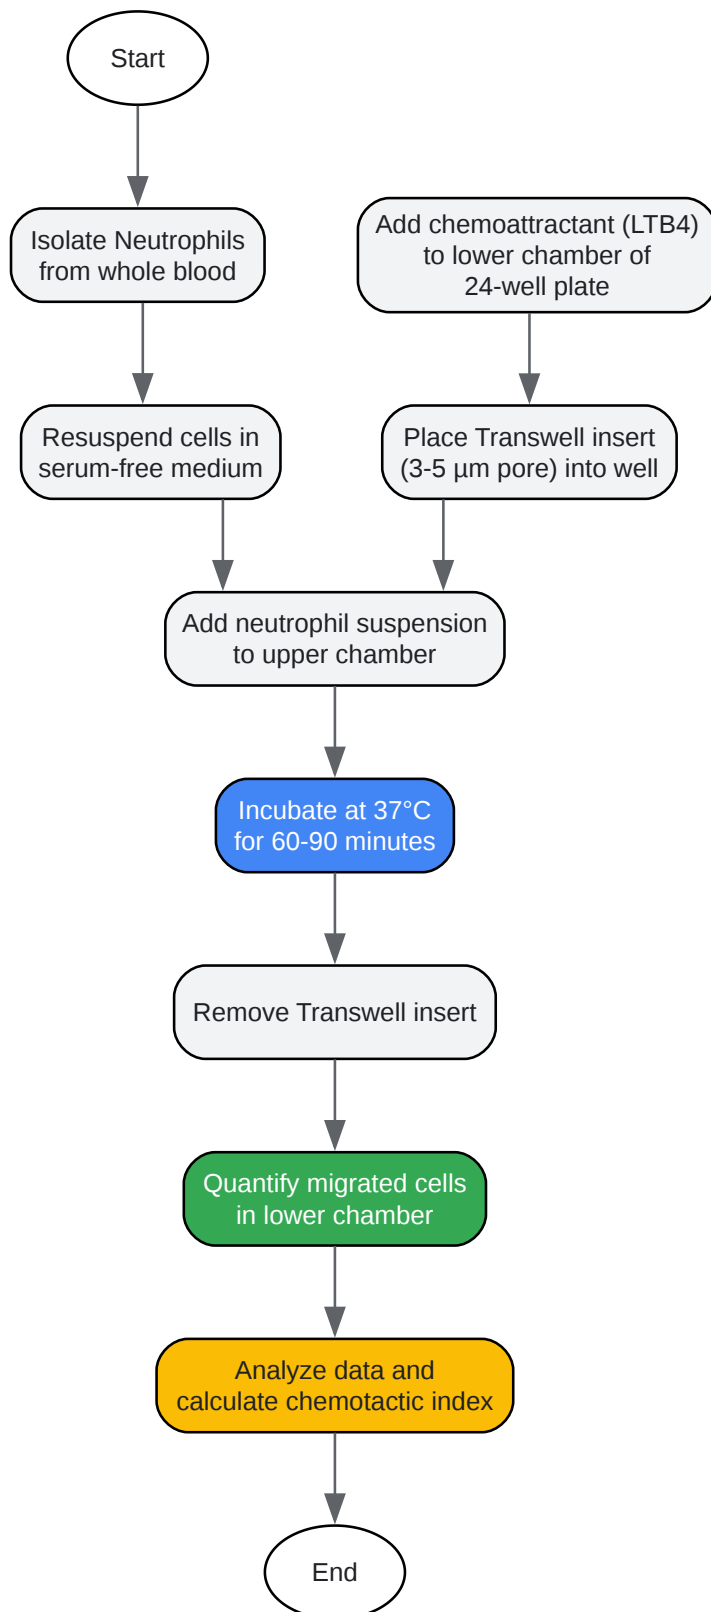 Start
Isolate Neutrophils
from whole blood
Add chemoattractant (LTB4)
to lower chamber of
24-well plate
Resuspend cells in
serum-free medium
Place Transwell insert
(3-5 µm pore) into well
Add neutrophil suspension
to upper chamber
Incubate at 37°C
for 60-90 minutes
Remove Transwell insert
Quantify migrated cells
in lower chamber
Analyze data and
calculate chemotactic index
End